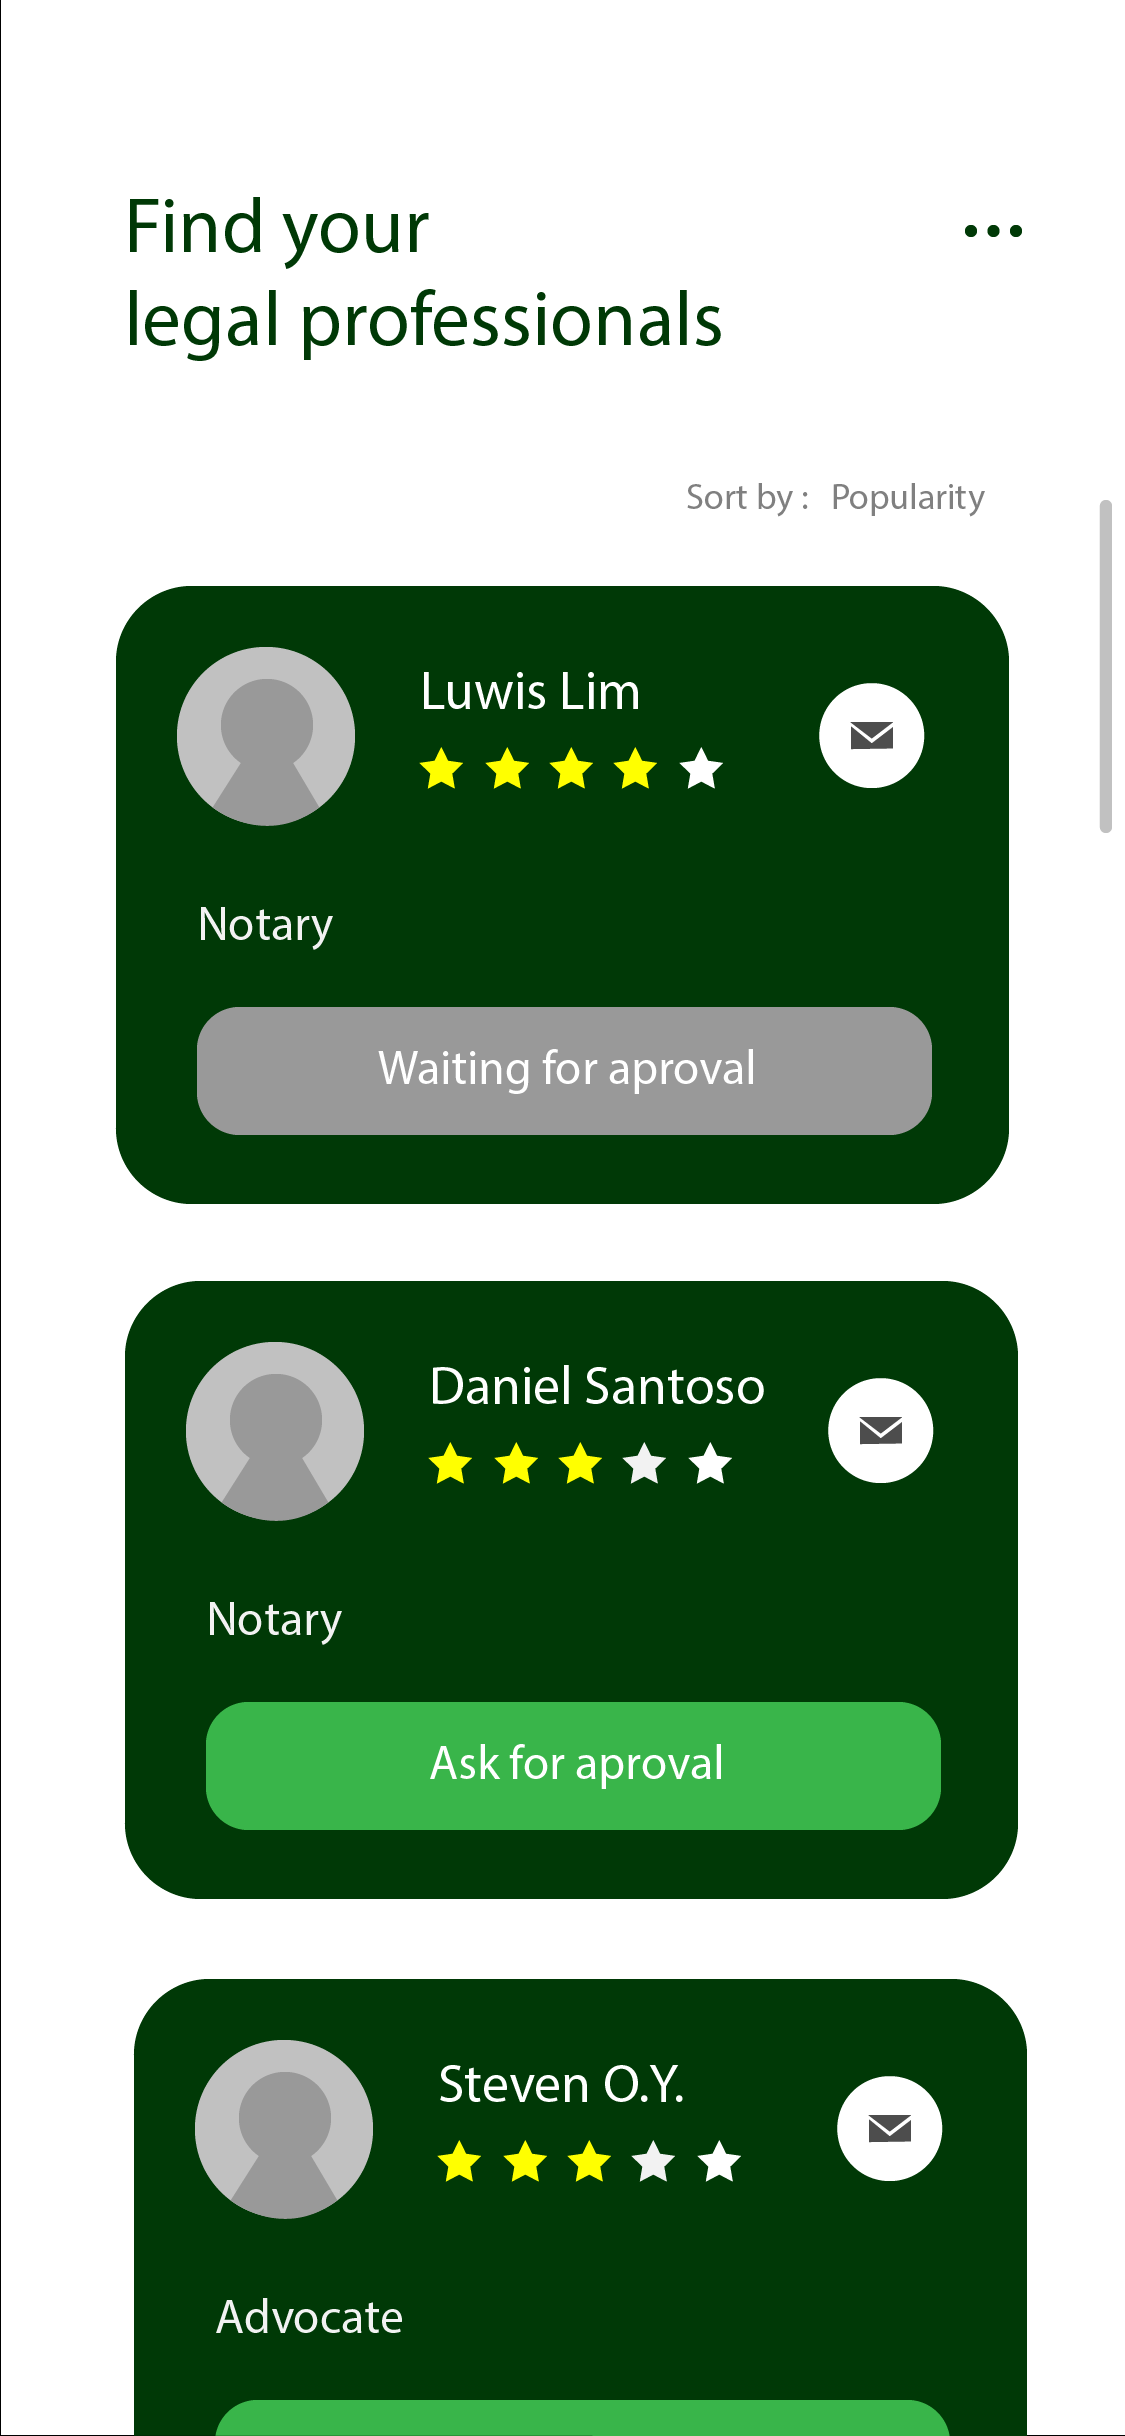 Find your
legal professionals
Sort by : Popularity
Luwis Lim
Notary
Waiting for aproval
Daniel Santoso
Notary
Ask for aproval
Steven O.Y.
Advocate